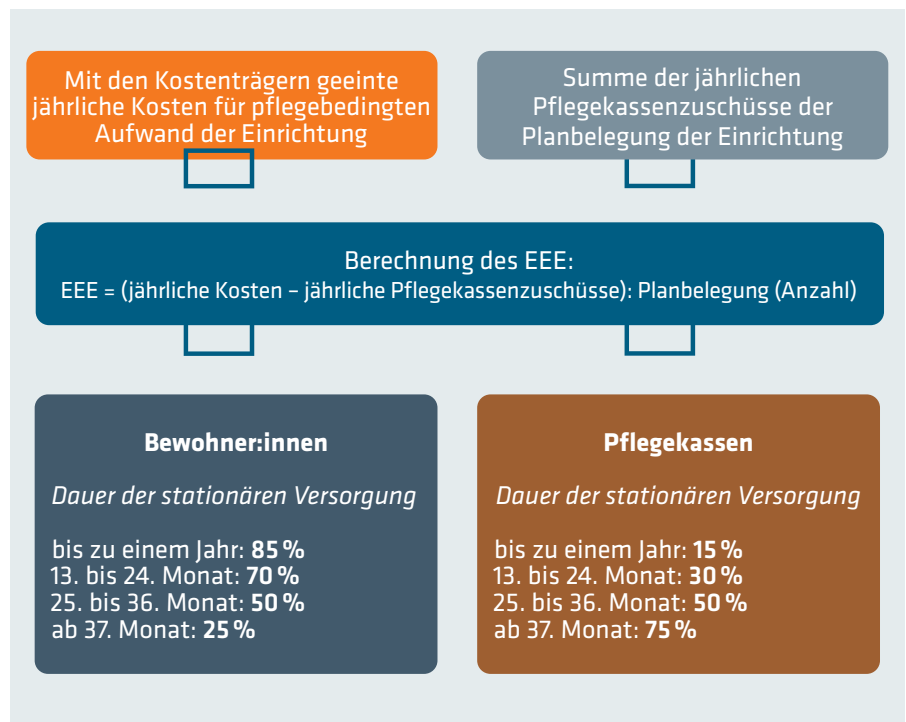 Mit den Kostenträgern geeinte
jährliche Kosten für pflegebedingten
Aufwand der Einrichtung
Summe der jährlichen
Pflegekassenzuschüsse der
Planbelegung der Einrichtung
Berechnung des EEE:
EEE = (jährliche Kosten – jährliche Pflegekassenzuschüsse): Planbelegung (Anzahl)
Bewohner:innen
Dauer der stationären Versorgung
bis zu einem Jahr: 85 %
13. bis 24. Monat: 70 %
25. bis 36. Monat: 50 %
ab 37. Monat: 25 %
Pflegekassen
Dauer der stationären Versorgung
bis zu einem Jahr: 15 %
13. bis 24. Monat: 30 %
25. bis 36. Monat: 50 %
ab 37. Monat: 75 %